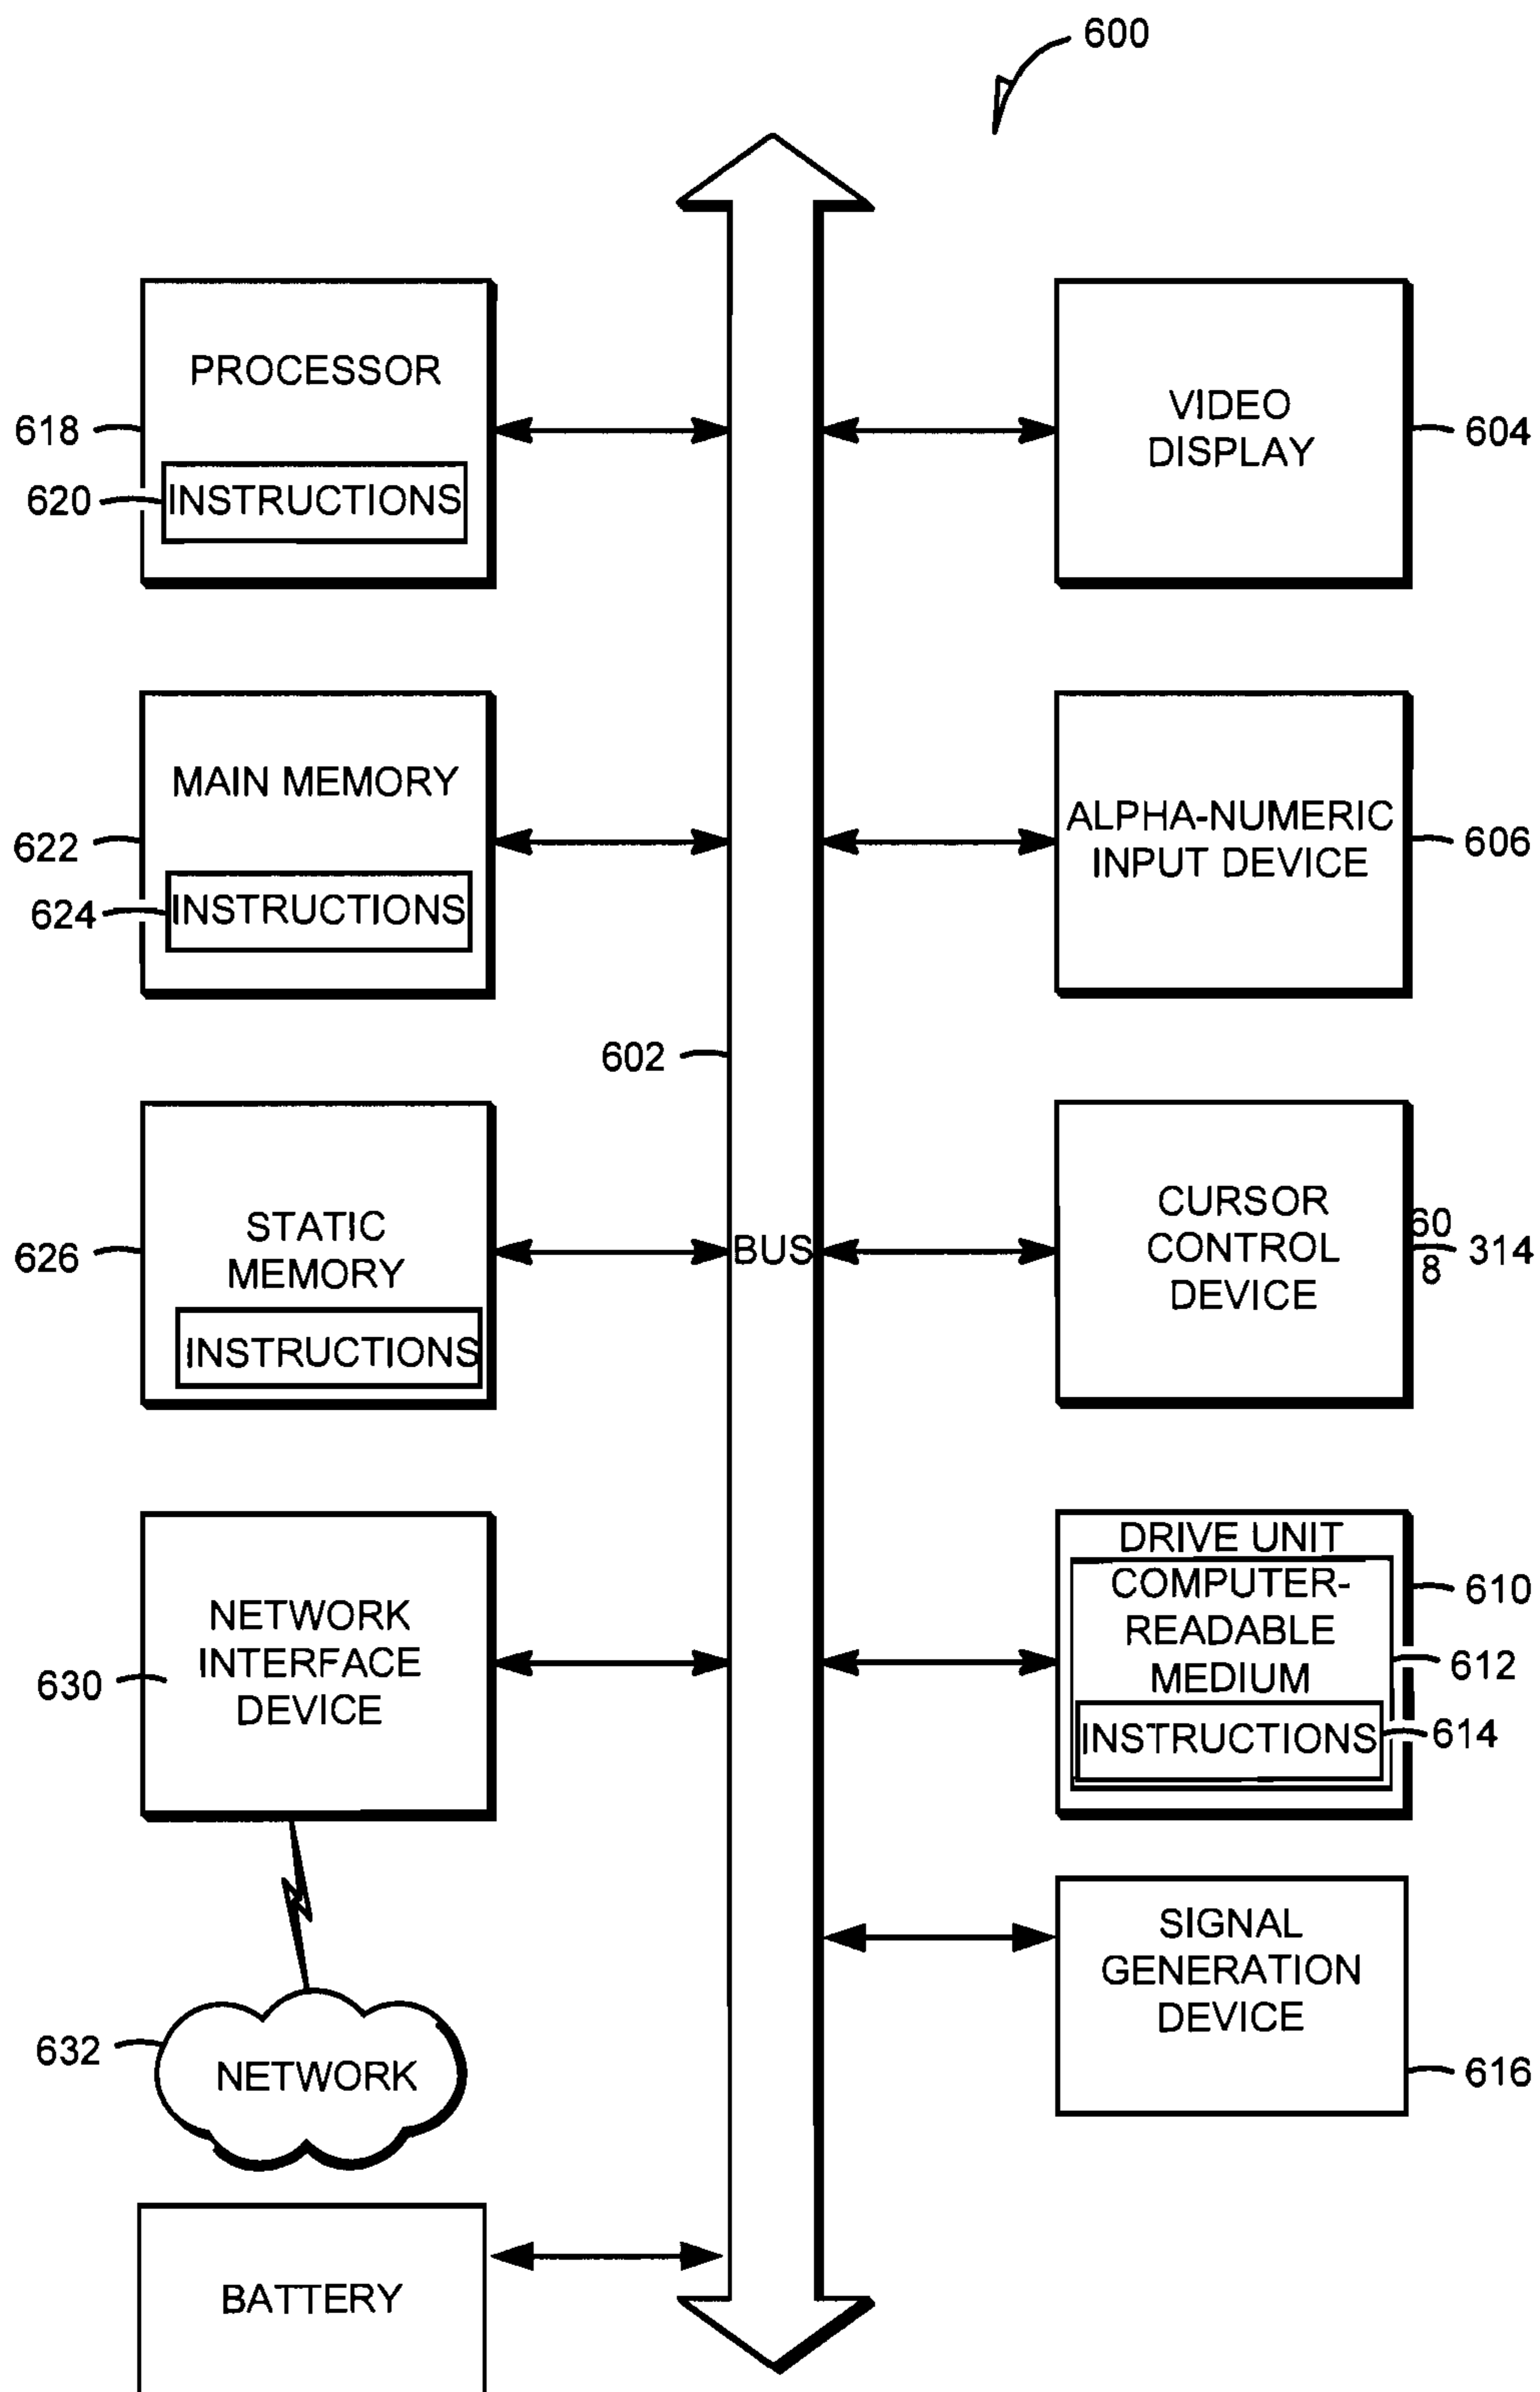 600
PROCESSOR
618
620
INSTRUCTIONS
VIDEO
DISPLAY
604
MAIN MEMORY
622
624
INSTRUCTIONS
ALPHA-NUMERIC
INPUT DEVICE
606
602
STATIC
MEMORY
626
INSTRUCTIONS
BUS
CURSOR
CONTROL
DEVICE
60
8
314
NETWORK
INTERFACE
DEVICE
630
DRIVE UNIT
COMPUTER-
READABLE
MEDIUM
INSTRUCTIONS
610
612
614
SIGNAL
GENERATION
DEVICE
616
632
NETWORK
BATTERY